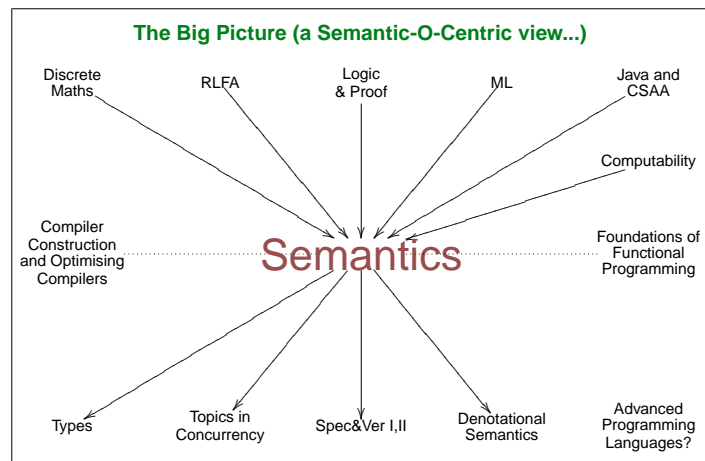 The Big Picture (a Semantic-O-Centric view...)
Discrete
Maths
RLFA
Logic
& Proof
ML
Java and
CSAA
Computability
Compiler
Construction
and Optimising
Compilers
Semantics
Foundations of
Functional
Programming
Types
Topics in
Concurrency
Spec&Ver I,II
Denotational
Semantics
Advanced
Programming
Languages?